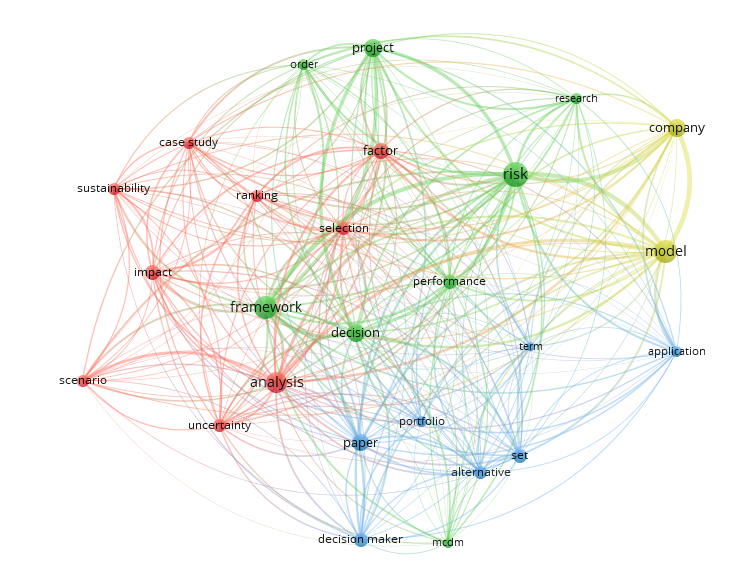 project
order
research
company
case study
factor
risk
sustainability
ranking
selection
model
impact
performance
framework
decision
term
application
scenario
analysis
portfolio
uncertainty
paper
set
alternative
decision maker
mcdm